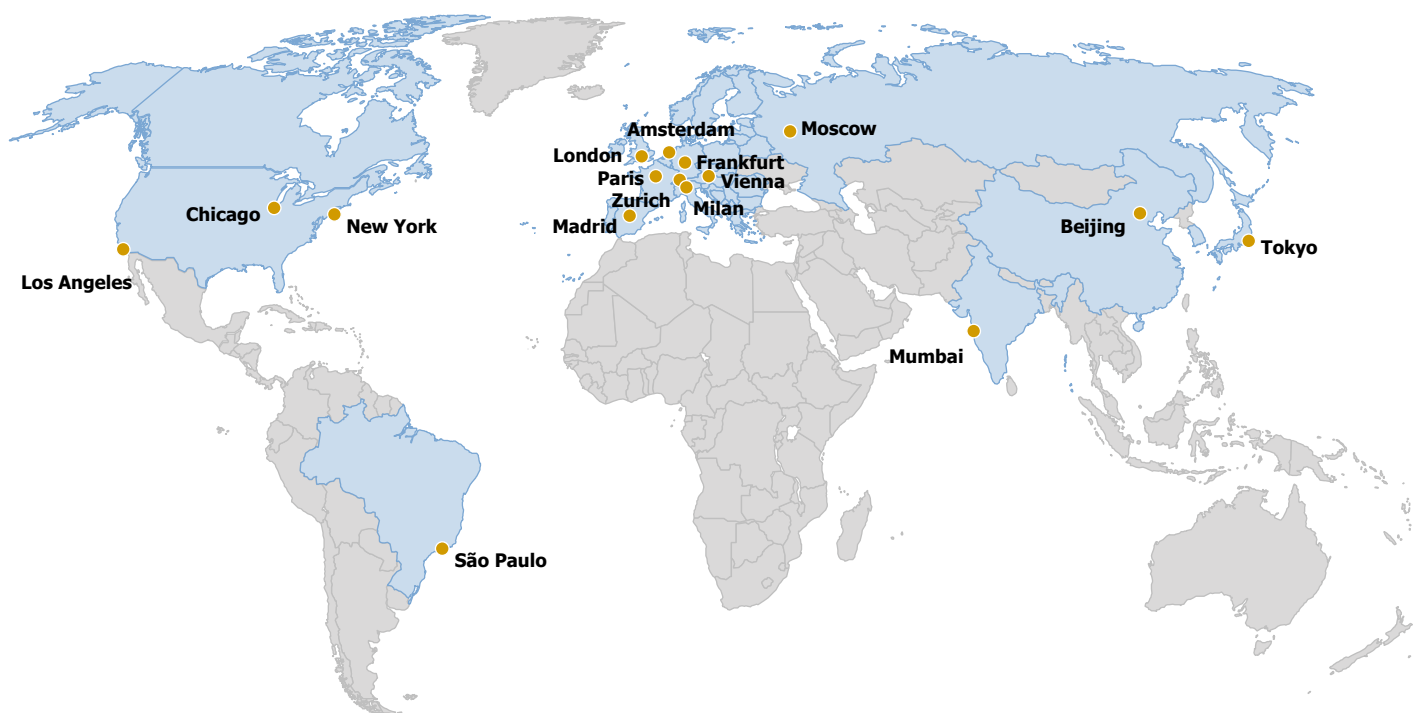 Amsterdam
Moscow
London
Frankfurt
Paris
Vienna
Zurich
Milan
Chicago
New York
Madrid
Beijing
Tokyo
Los Angeles
Mumbai
São Paulo